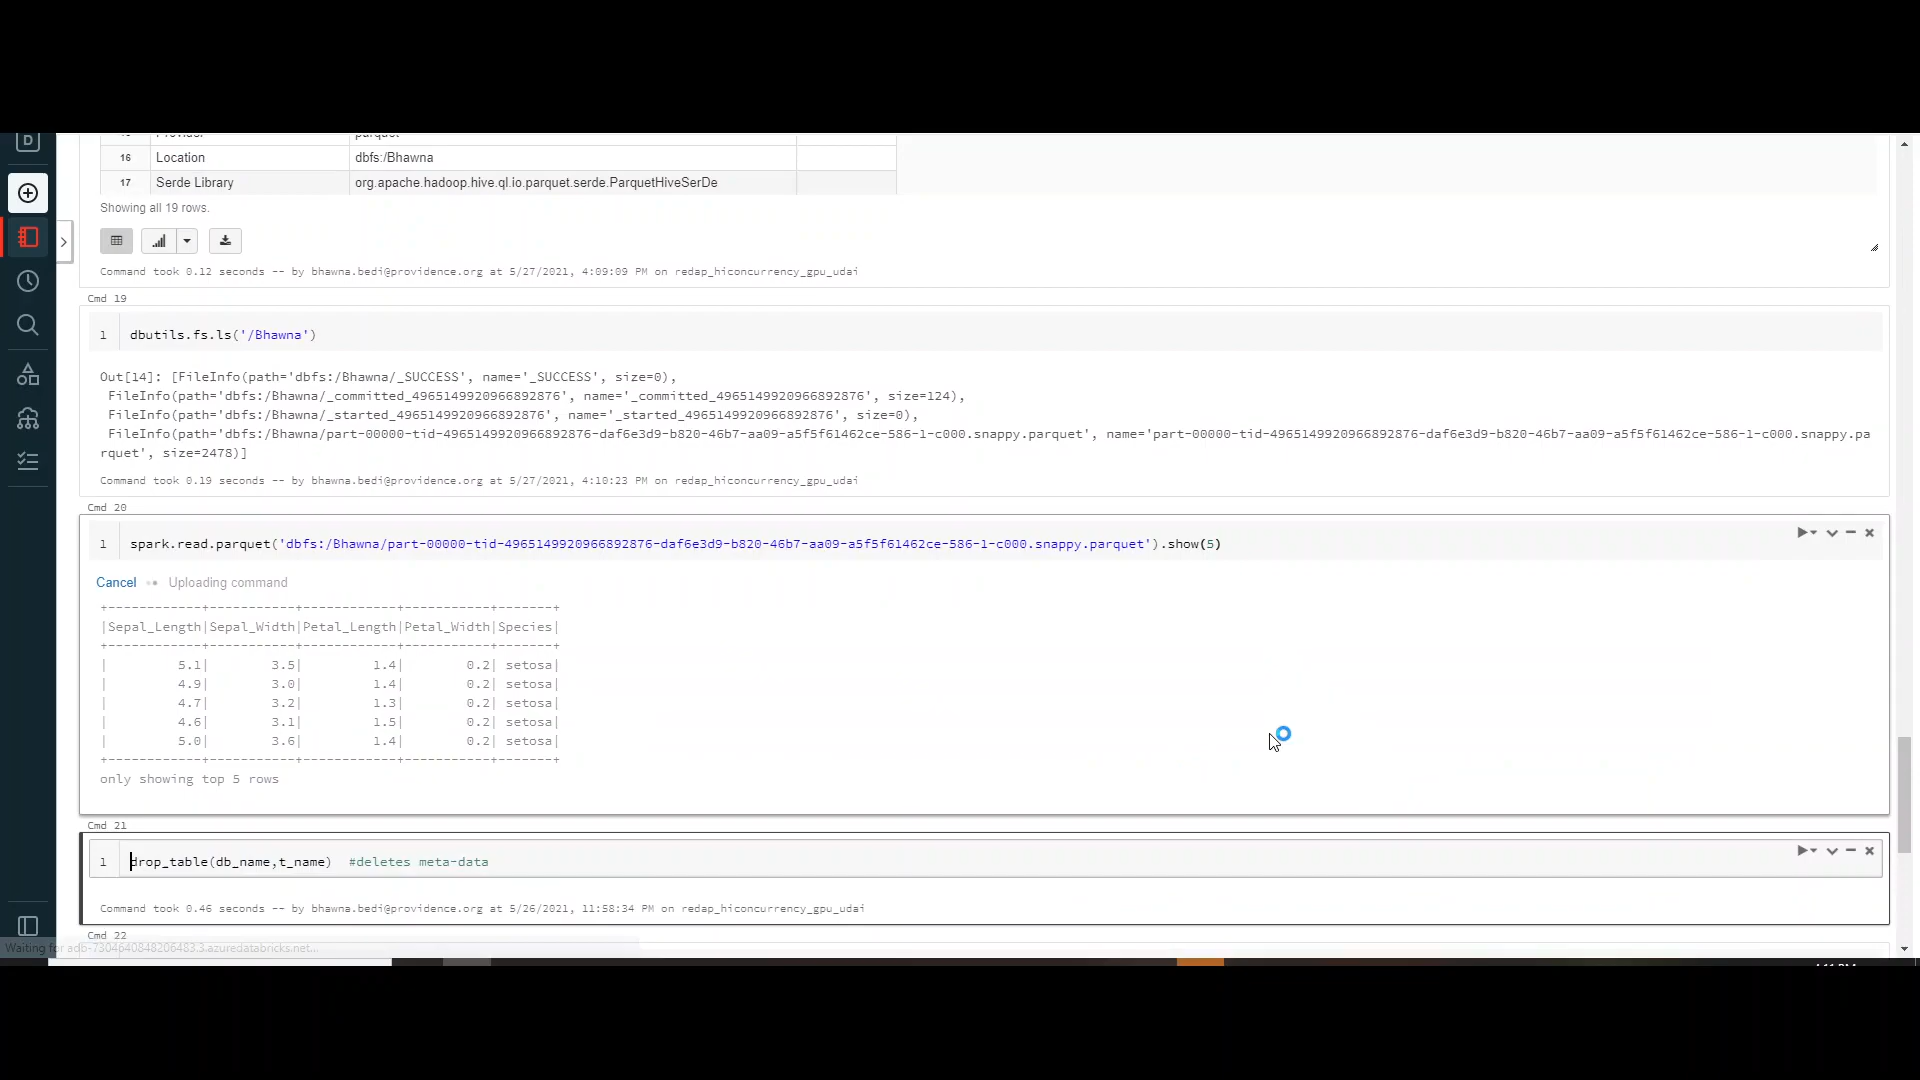 D
Provider parquet
16 Location dbfs:/Bhawna
17 Serde Library org.apache.hadoop.hive.ql.io.parquet.serde.ParquetHiveSerDe
Showing all 19 rows.
Command took 0.12 seconds -- by bhawna.bedi@providence.org at 5/27/2021, 4:09:09 PM on redap_hiconcurrency_gpu_udai
Cmd 19
1 dbutils.fs.ls('/Bhawna')
Out[14]: [FileInfo(path='dbfs:/Bhawna/_SUCCESS', name='_SUCCESS', size=0),
FileInfo(path='dbfs:/Bhawna/_committed_4965149920966892876', name='_committed_4965149920966892876', size=124),
FileInfo(path='dbfs:/Bhawna/_started_4965149920966892876', name='_started_4965149920966892876', size=0),
FileInfo(path='dbfs:/Bhawna/part-00000-tid-4965149920966892876-daf6e3d9-b820-46b7-aa09-a5f5f61462ce-586-1-c000.snappy.parquet', name='part-00000-tid-4965149920966892876-daf6e3d9-b820-46b7-aa09-a5f5f61462ce-586-1-c000.snappy.pa
rquet', size=2478)]
Command took 0.19 seconds -- by bhawna.bedi@providence.org at 5/27/2021, 4:10:23 PM on redap_hiconcurrency_gpu_udai
Cmd 20
1 spark.read.parquet('dbfs:/Bhawna/part-00000-tid-4965149920966892876-daf6e3d9-b820-46b7-aa09-a5f5f61462ce-586-1-c000.snappy.parquet').show(5)
Cancel Uploading command
+------------+-----------+------------+-----------+-------+
|Sepal_Length|Sepal_Width|Petal_Length|Petal_Width|Species|
+------------+-----------+------------+-----------+-------+
| 5.1| 3.5| 1.4| 0.2| setosa|
| 4.9| 3.0| 1.4| 0.2| setosa|
| 4.7| 3.2| 1.3| 0.2| setosa|
| 4.6| 3.1| 1.5| 0.2| setosa|
| 5.0| 3.6| 1.4| 0.2| setosa|
+------------+-----------+------------+-----------+-------+
only showing top 5 rows
Cmd 21
1 drop_table(db_name,t_name) #deletes meta-data
Command took 0.46 seconds -- by bhawna.bedi@providence.org at 5/26/2021, 11:58:34 PM on redap_hiconcurrency_gpu_udai
Cmd 22
Waiting for adb-7304640848206483.3.azuredatabricks.net...